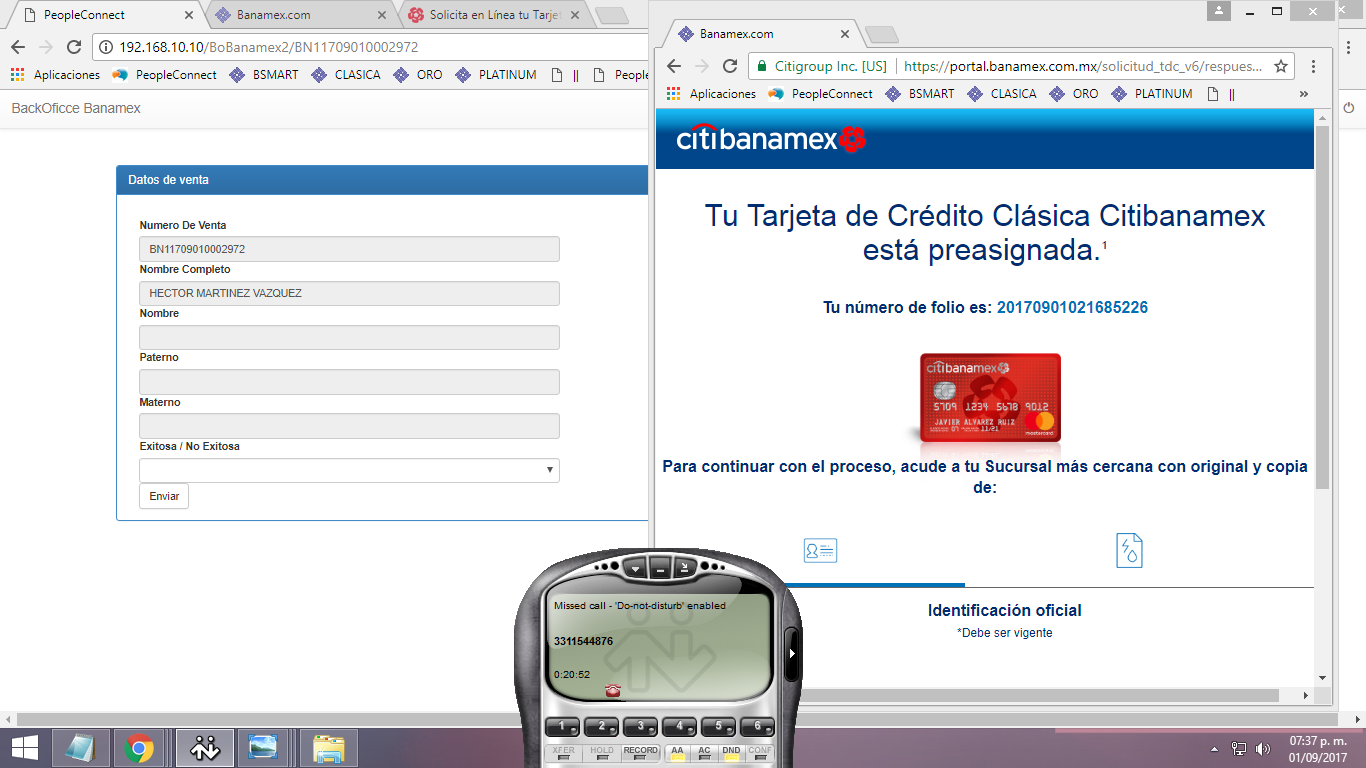 PeopleConnect
Banamex.com
Solicita en Línea tu Tarjet
192.168.10.10/BoBanamex2/BN11709010002972
Aplicaciones PeopleConnect BSMART CLASICA ORO PLATINUM || People
BackOficce Banamex
Datos de venta
Numero De Venta
BN11709010002972
Nombre Completo
HECTOR MARTINEZ VAZQUEZ
Nombre
Paterno
Materno
Exitosa / No Exitosa
Enviar
Banamex.com
Citigroup Inc. [US] https://portal.banamex.com.mx/solicitud_tdc_v6/respues...
Aplicaciones PeopleConnect BSMART CLASICA ORO PLATINUM || »
citibanamex
Tu Tarjeta de Crédito Clásica Citibanamex
está preasignada.¹
Tu número de folio es: 20170901021685226
citibanamex
5709 1234 5678 9012
JAVIER ALVAREZ RUIZ
mastercard
Para continuar con el proceso, acude a tu Sucursal más cercana con original y copia
de:
Identificación oficial
*Debe ser vigente
Missed call - 'Do-not-disturb' enabled
3311544876
0:20:52
1 2 3 4 5 6
XFER HOLD RECORD AA AC DND CONF
07:37 p. m.
01/09/2017